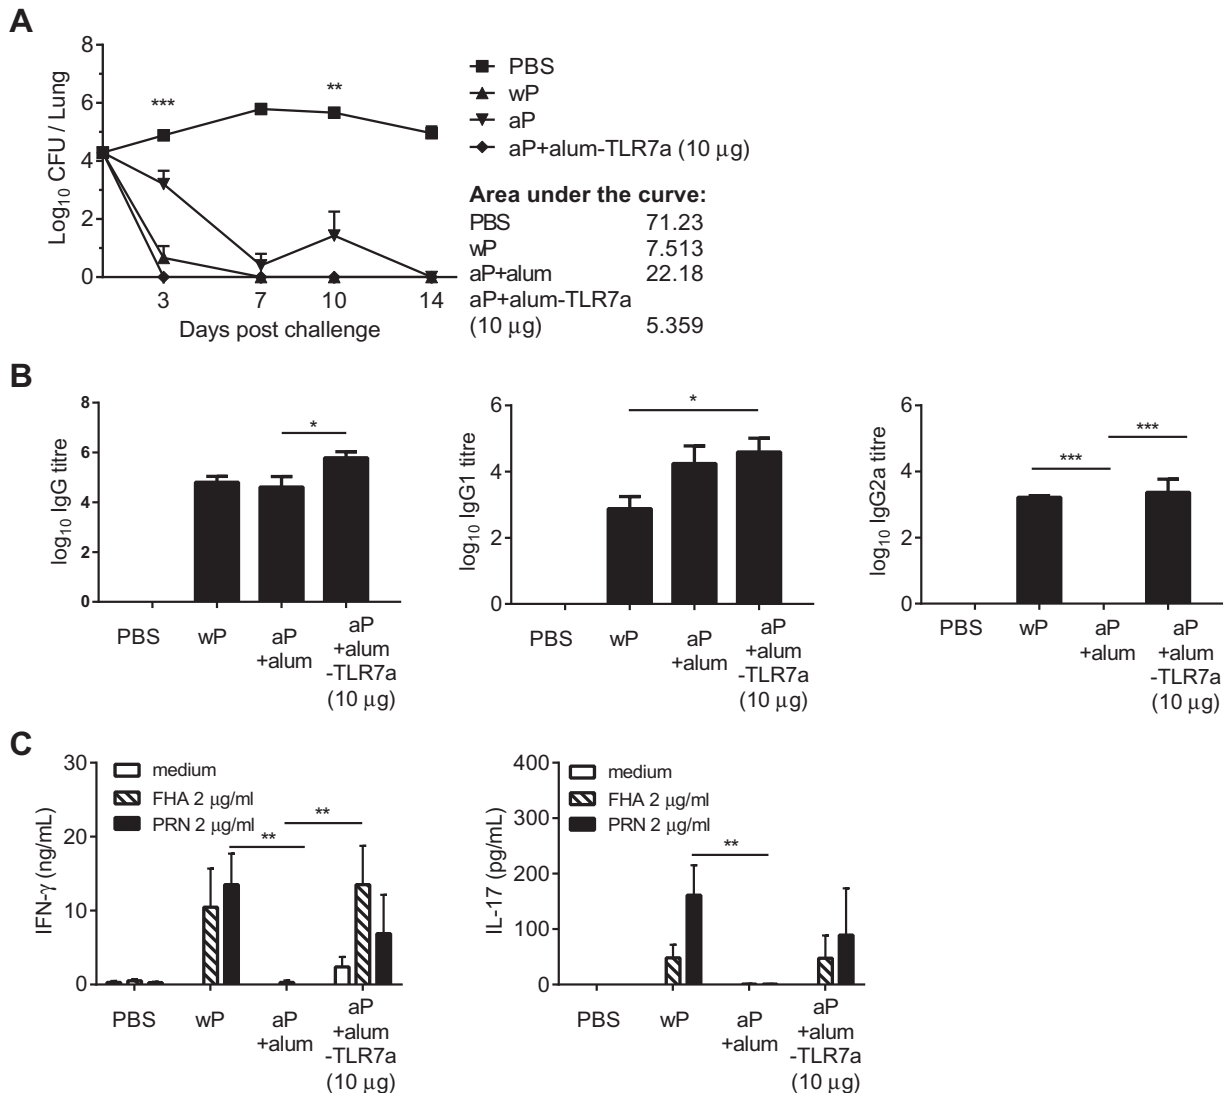 A
Log10 CFU / Lung
8
6
4
2
0
***
**
3
7
10
14
Days post challenge
PBS
wP
aP
aP+alum-TLR7a (10 μg)
Area under the curve:
PBS 71.23
wP 7.513
aP+alum 22.18
aP+alum-TLR7a
(10 μg) 5.359
B
log10 IgG titre
8
6
4
2
0
*
PBS
wP
aP
+alum
aP
+alum
-TLR7a
(10 μg)
log10 IgG1 titre
6
4
2
0
*
PBS
wP
aP
+alum
aP
+alum
-TLR7a
(10 μg)
log10 IgG2a titre
6
4
2
0
***
***
PBS
wP
aP
+alum
aP
+alum
-TLR7a
(10 μg)
C
IFN-γ (ng/mL)
30
20
10
0
medium
FHA 2 μg/ml
PRN 2 μg/ml
**
**
PBS
wP
aP
+alum
aP
+alum
-TLR7a
(10 μg)
IL-17 (pg/mL)
400
300
200
100
0
medium
FHA 2 μg/ml
PRN 2 μg/ml
**
PBS
wP
aP
+alum
aP
+alum
-TLR7a
(10 μg)